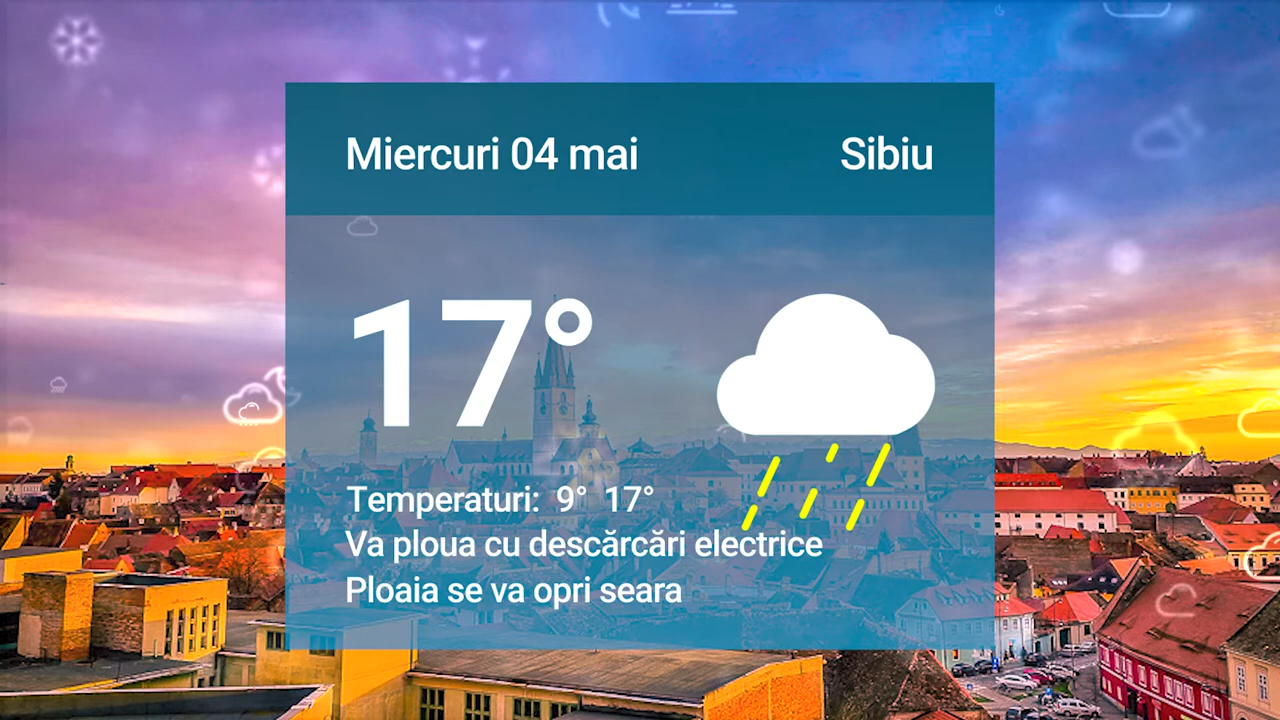 Miercuri 04 mai Sibiu
17°
Temperaturi: 9° 17°
Va ploua cu descărcări electrice
Ploaia se va opri seara